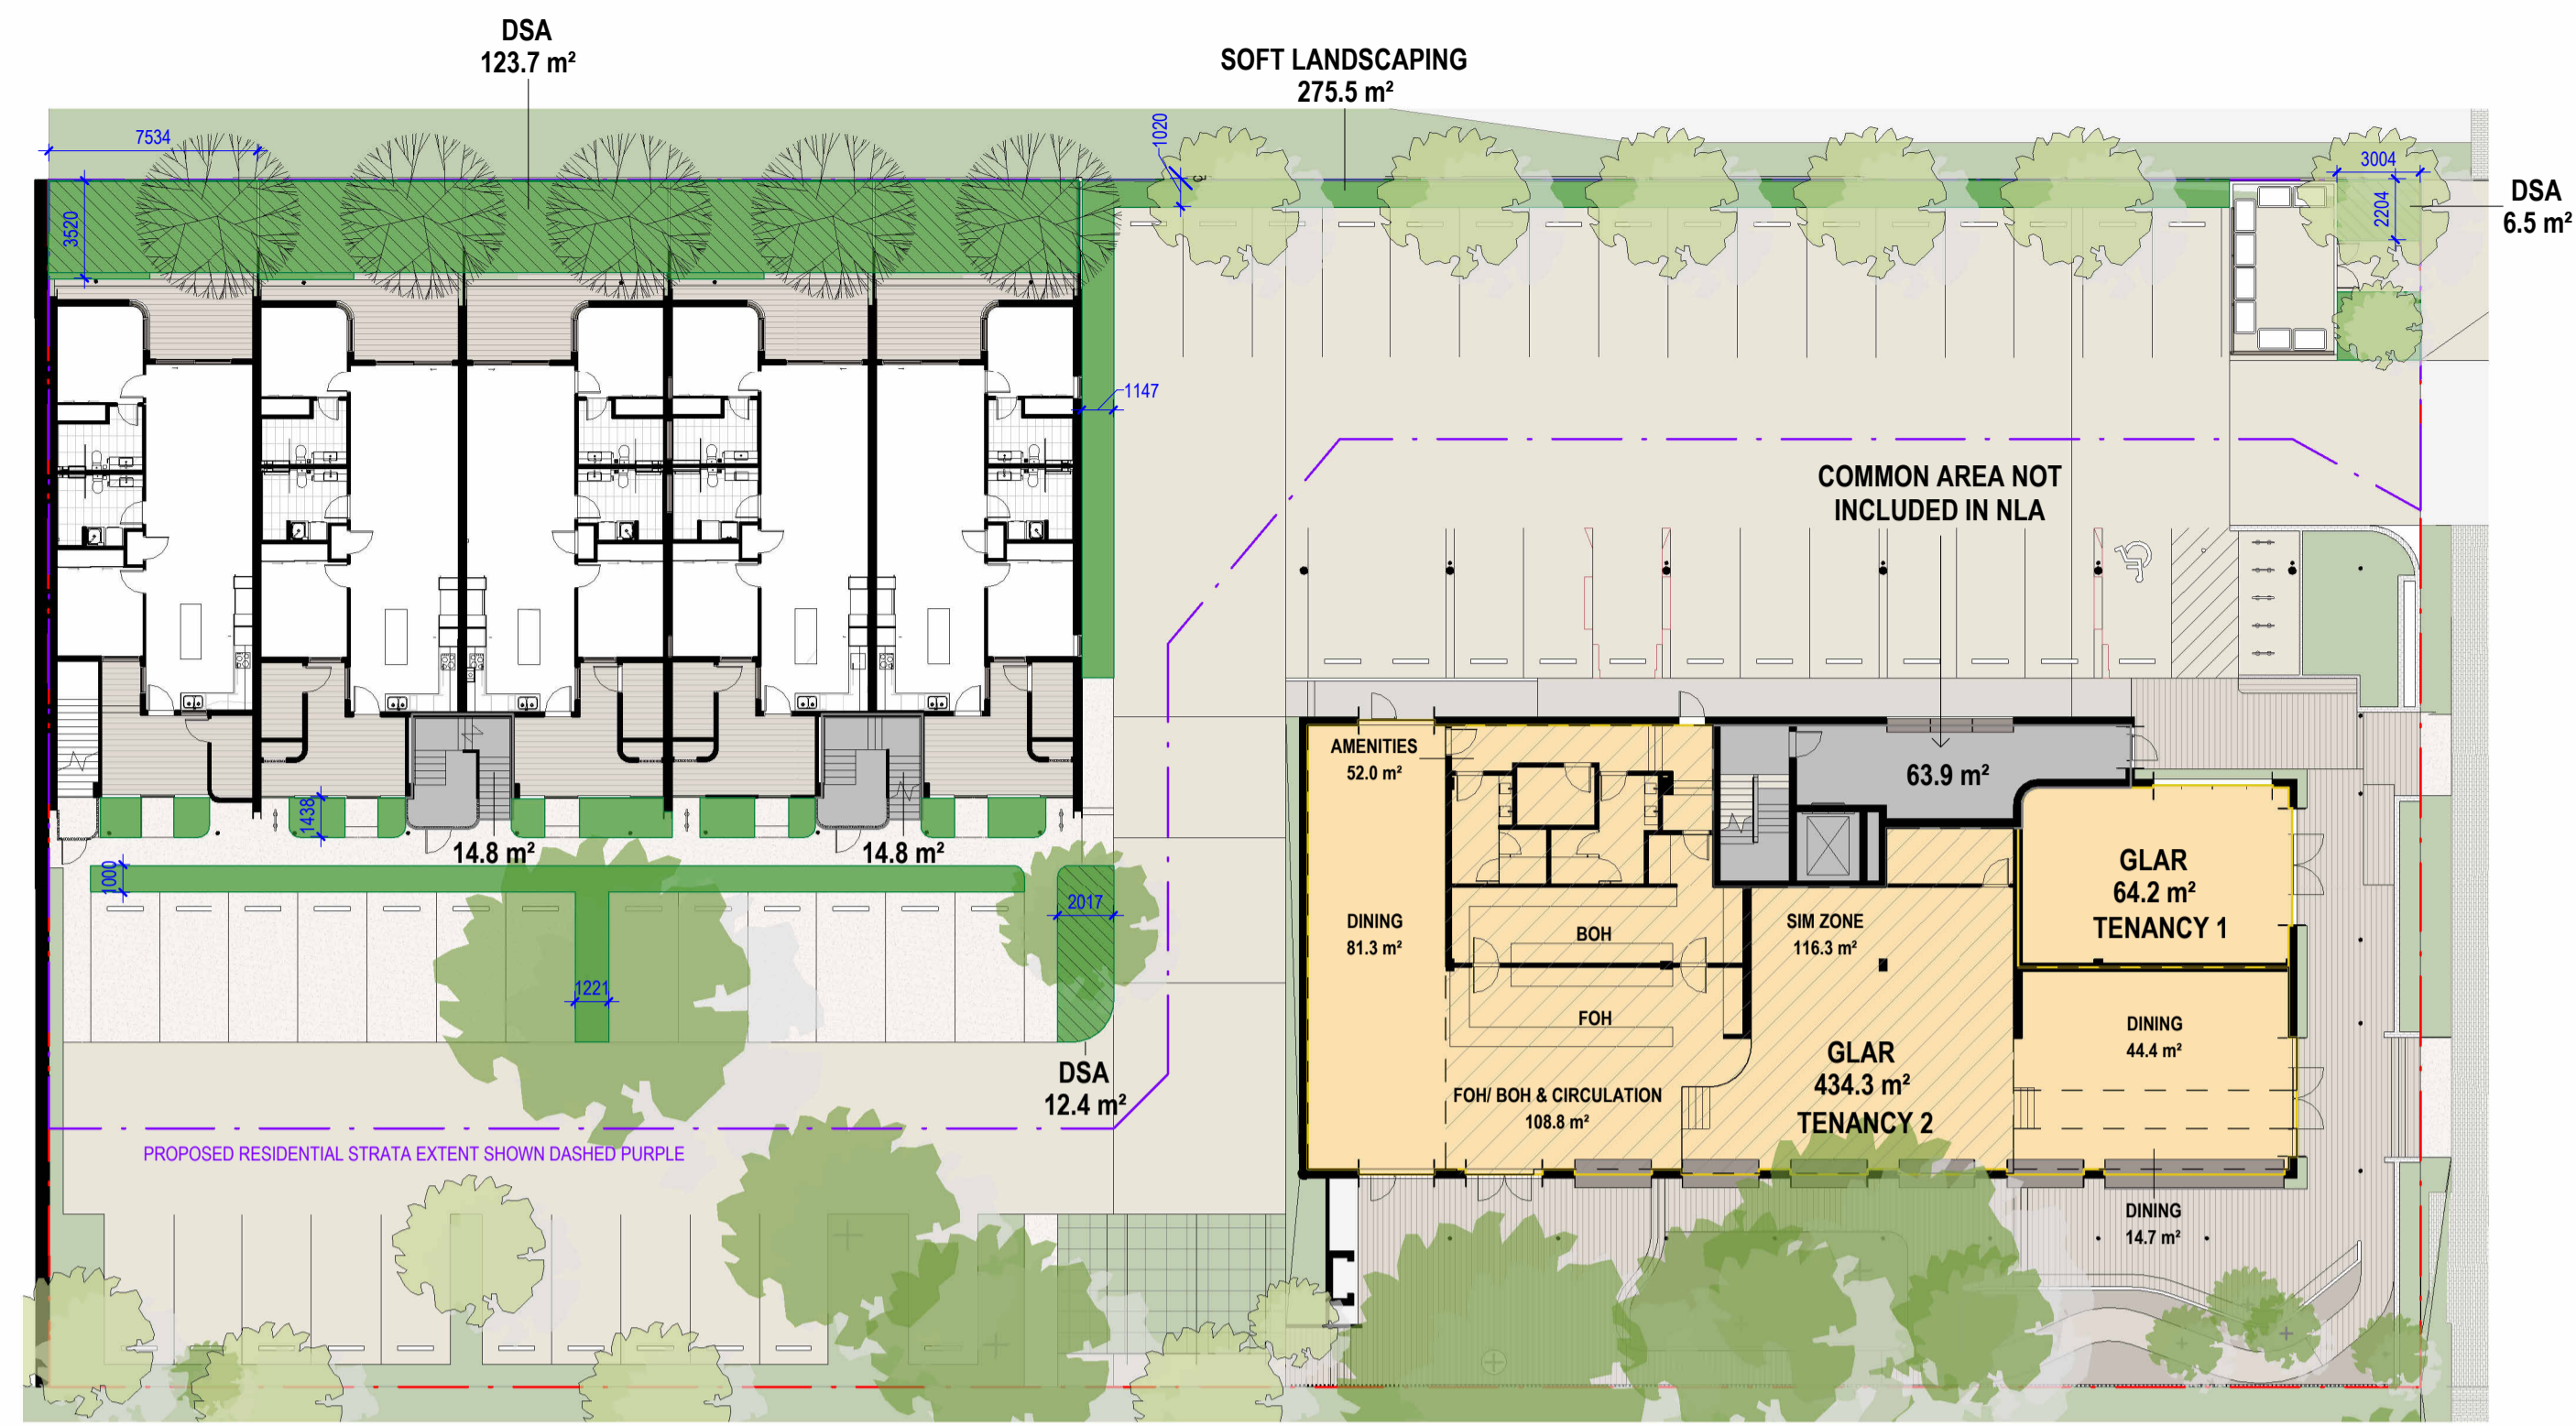 DSA
123.7 m²
SOFT LANDSCAPING
275.5 m²
7534
1020
3004
DSA
6.5 m²
2204
3520
1147
COMMON AREA NOT
INCLUDED IN NLA
AMENITIES
52.0 m²
63.9 m²
1438
14.8 m²
14.8 m²
1000
2017
GLAR
64.2 m²
TENANCY 1
DINING
81.3 m²
BOH
SIM ZONE
116.3 m²
1221
FOH
DINING
44.4 m²
DSA
12.4 m²
GLAR
434.3 m²
TENANCY 2
FOH/ BOH & CIRCULATION
108.8 m²
PROPOSED RESIDENTIAL STRATA EXTENT SHOWN DASHED PURPLE
DINING
14.7 m²